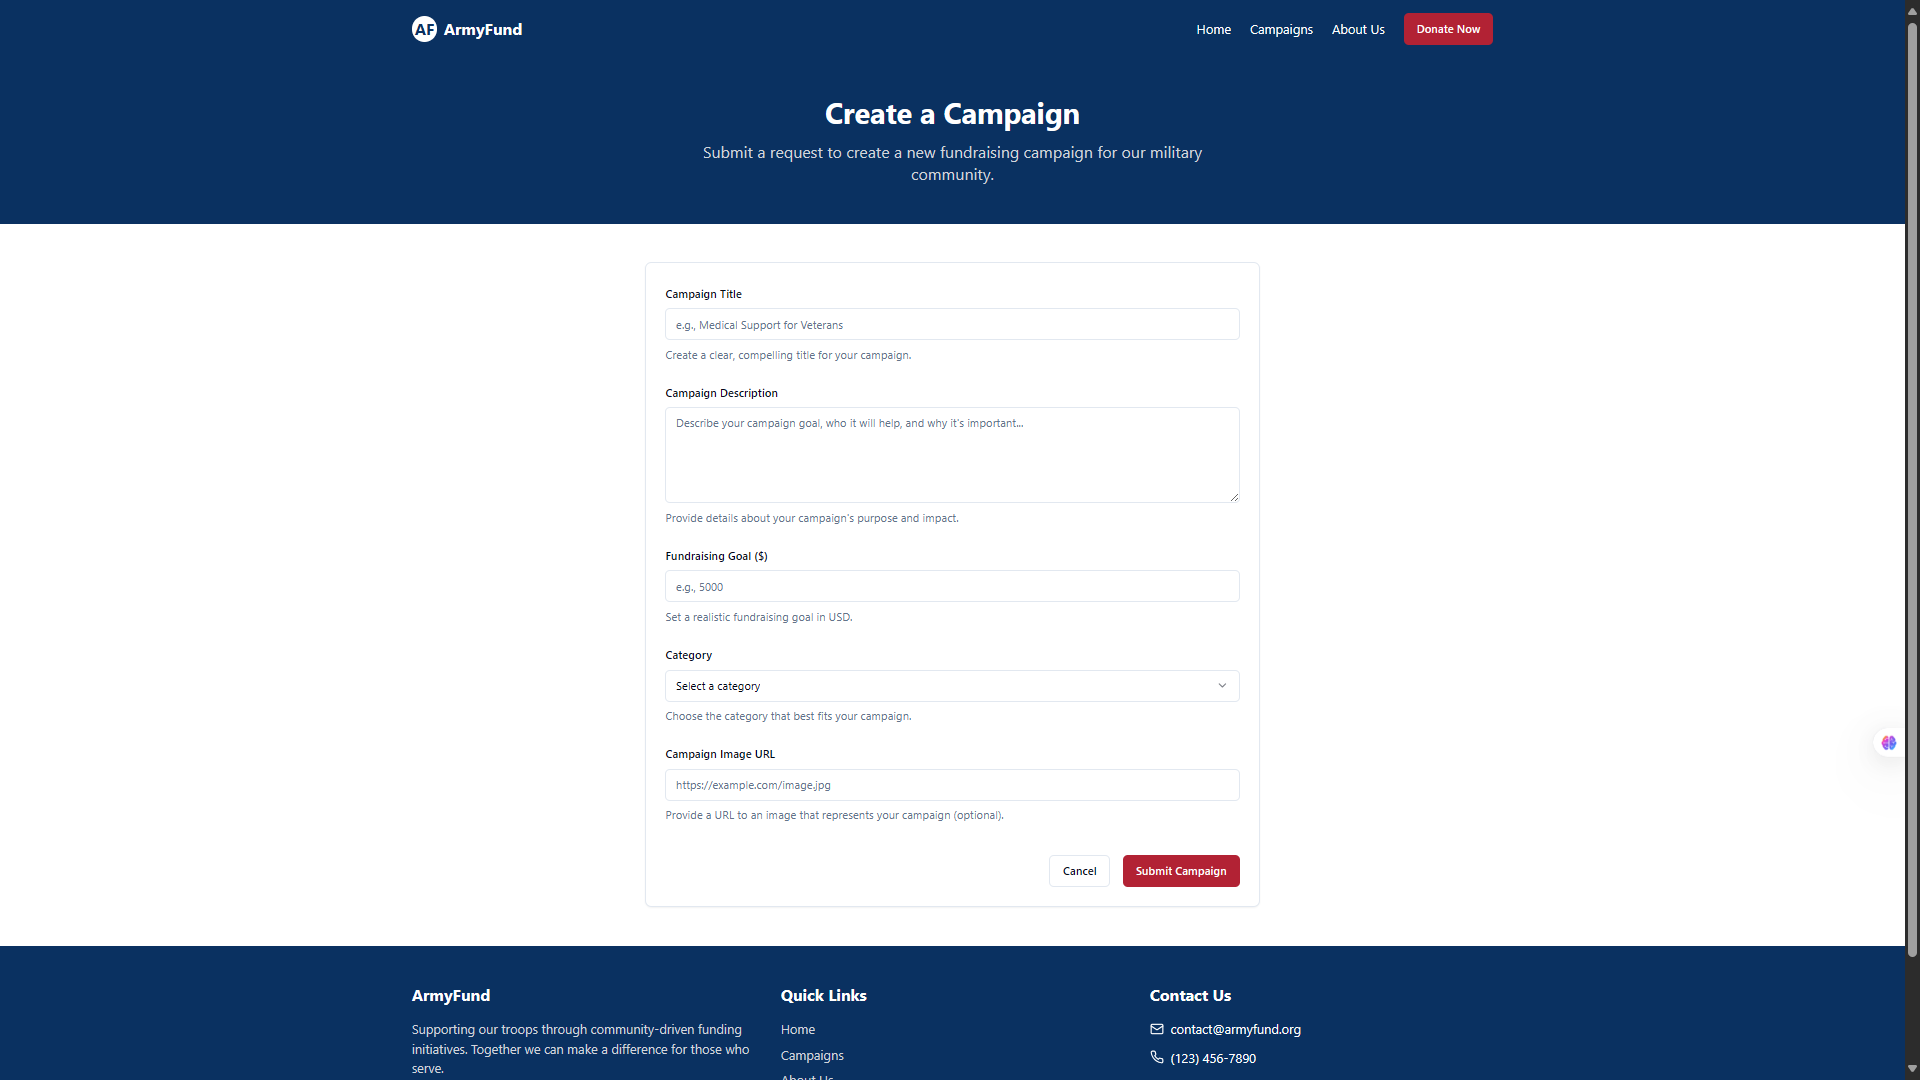 AF ArmyFund
Home Campaigns About Us Donate Now
Create a Campaign
Submit a request to create a new fundraising campaign for our military
community.
Campaign Title
e.g., Medical Support for Veterans
Create a clear, compelling title for your campaign.
Campaign Description
Describe your campaign goal, who it will help, and why it's important...
Provide details about your campaign's purpose and impact.
Fundraising Goal ($)
e.g., 5000
Set a realistic fundraising goal in USD.
Category
Select a category
Choose the category that best fits your campaign.
Campaign Image URL
https://example.com/image.jpg
Provide a URL to an image that represents your campaign (optional).
Cancel Submit Campaign
ArmyFund
Supporting our troops through community-driven funding
initiatives. Together we can make a difference for those who
serve.
Quick Links
Home
Campaigns
About Us
Contact Us
contact@armyfund.org
(123) 456-7890